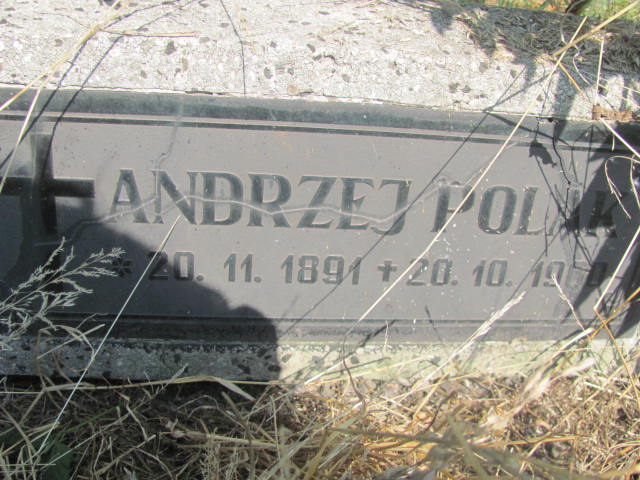 ANDRZEJ POLAK
* 20. 11. 1891 + 20. 10.